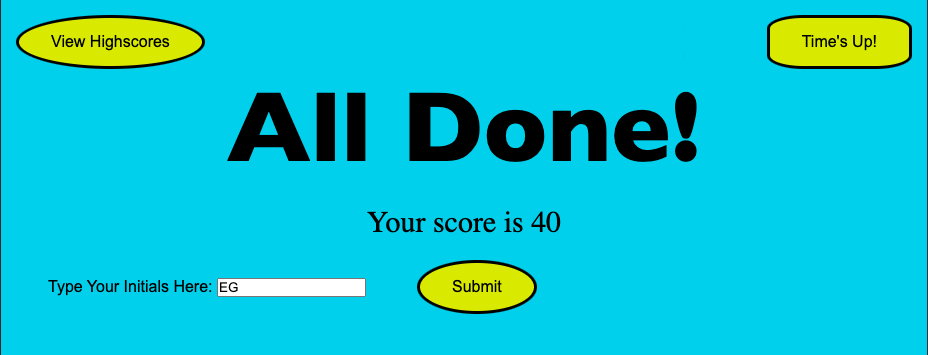 View Highscores
Time's Up!
All Done!
Your score is 40
Type Your Initials Here: EG
Submit